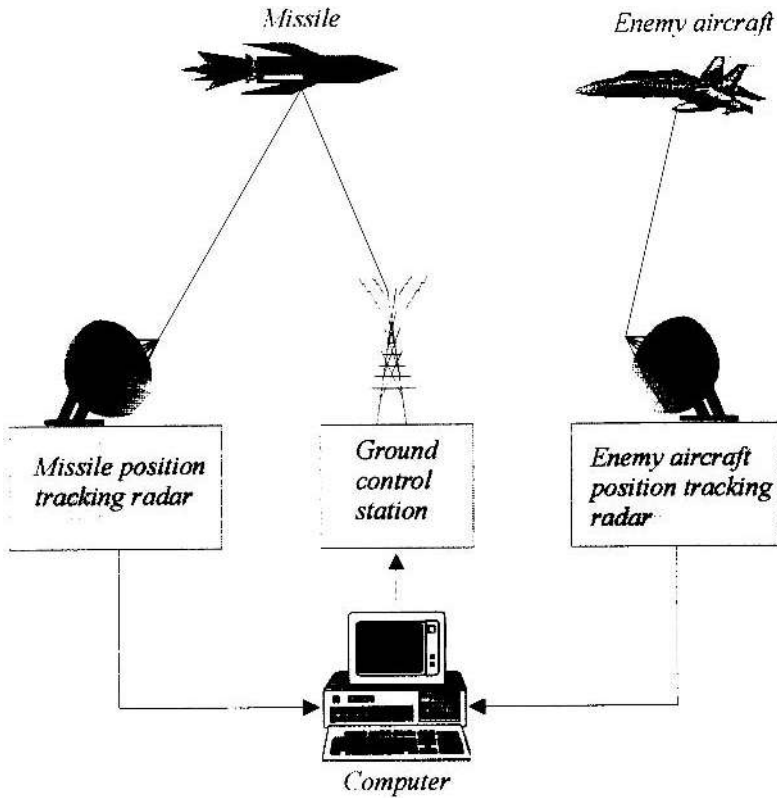 Missile
Enemy aircraft
Missile position
tracking radar
Ground
control
station
Enemy aircraft
position tracking
radar
Computer